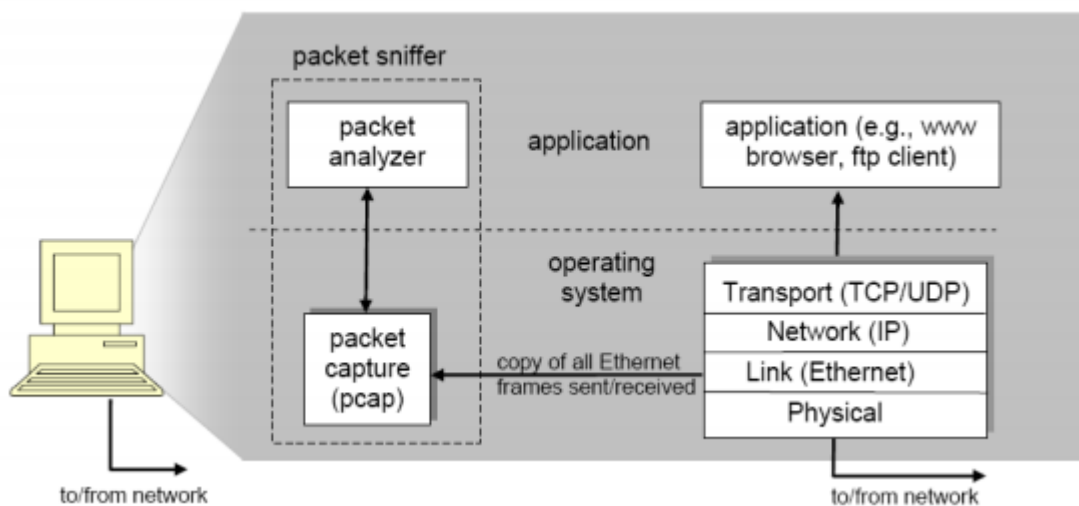 packet sniffer
packet
analyzer
application
application (e.g., www
browser, ftp client)
operating
system
packet
capture
(pcap)
copy of all Ethernet
frames sent/received
Transport (TCP/UDP)
Network (IP)
Link (Ethernet)
Physical
to/from network
to/from network